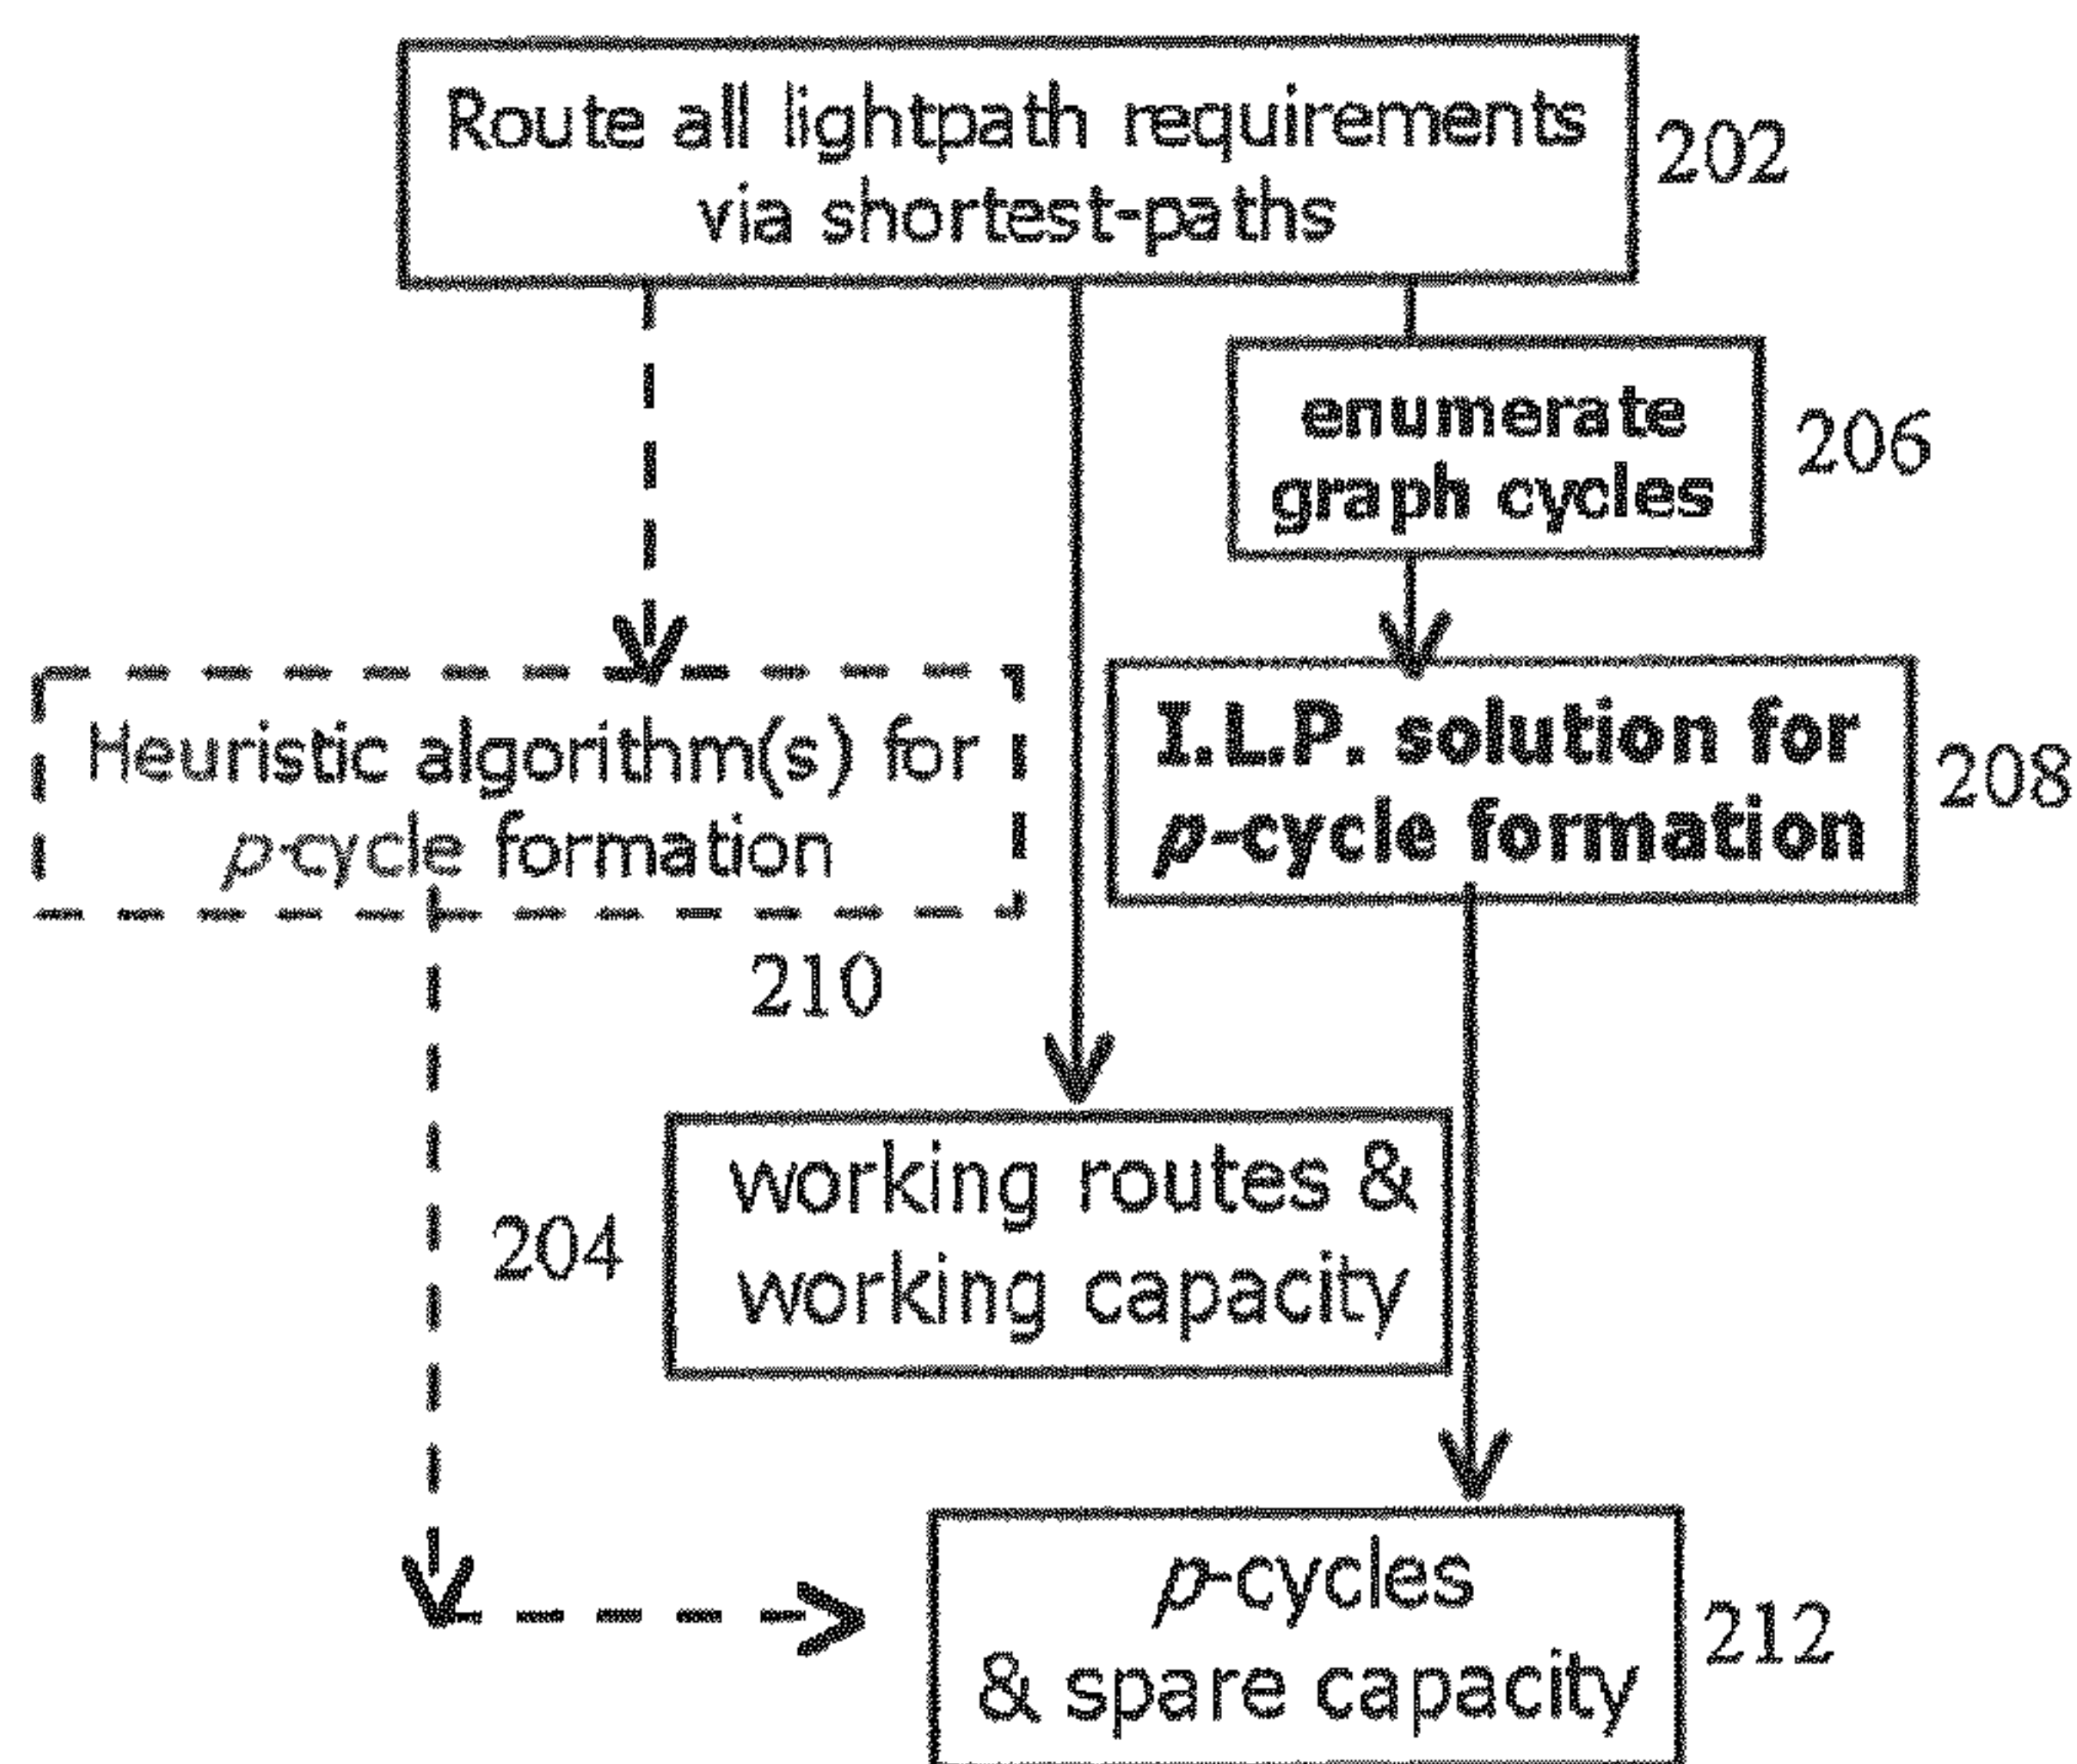 Route all lightpath requirements
via shortest-paths
202
enumerate
graph cycles
206
Heuristic algorithm(s) for
p-cycle formation
210
I.L.P. solution for
p-cycle formation
208
204
working routes &
working capacity
p-cycles
& spare capacity
212